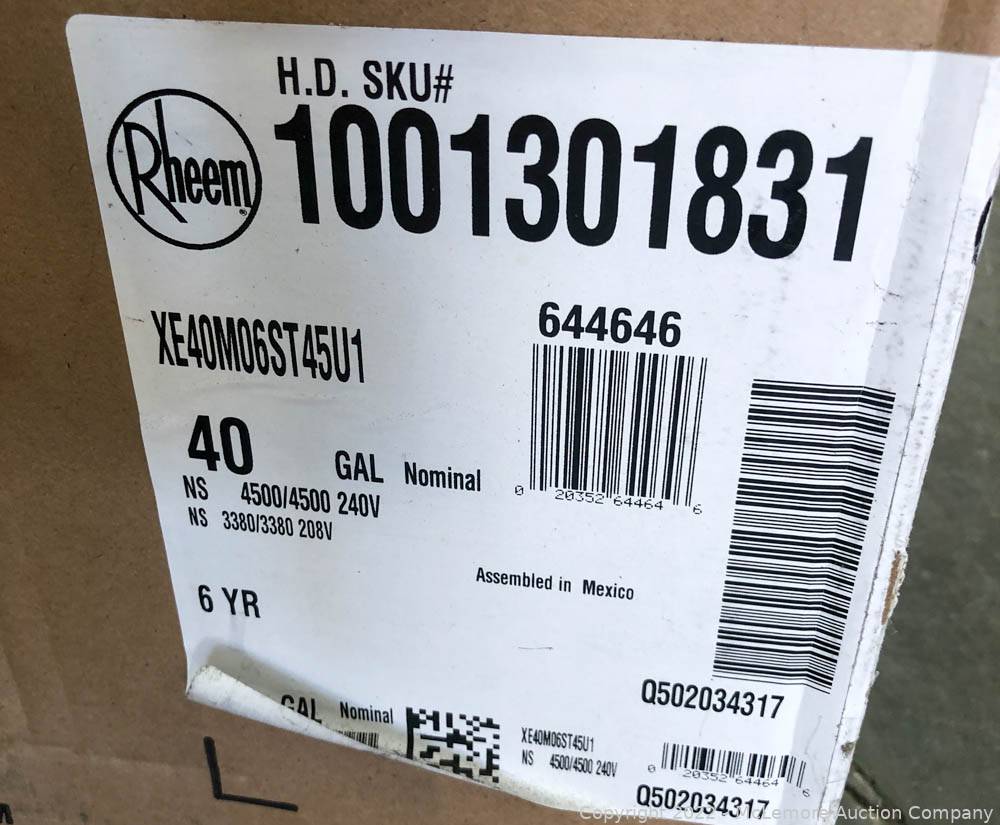 H.D. SKU#
Rheem
1001301831
XE40M06ST45U1
644646
40 GAL Nominal
NS 4500/4500 240V
NS 3380/3380 208V
0 20352 64464 6
Assembled in Mexico
6 YR
Q502034317
GAL Nominal
XE40M06ST45U1
NS 4500/4500 240V
0 20352 64464 6
Q502034317
Copyright 2022 - McLemore Auction Company